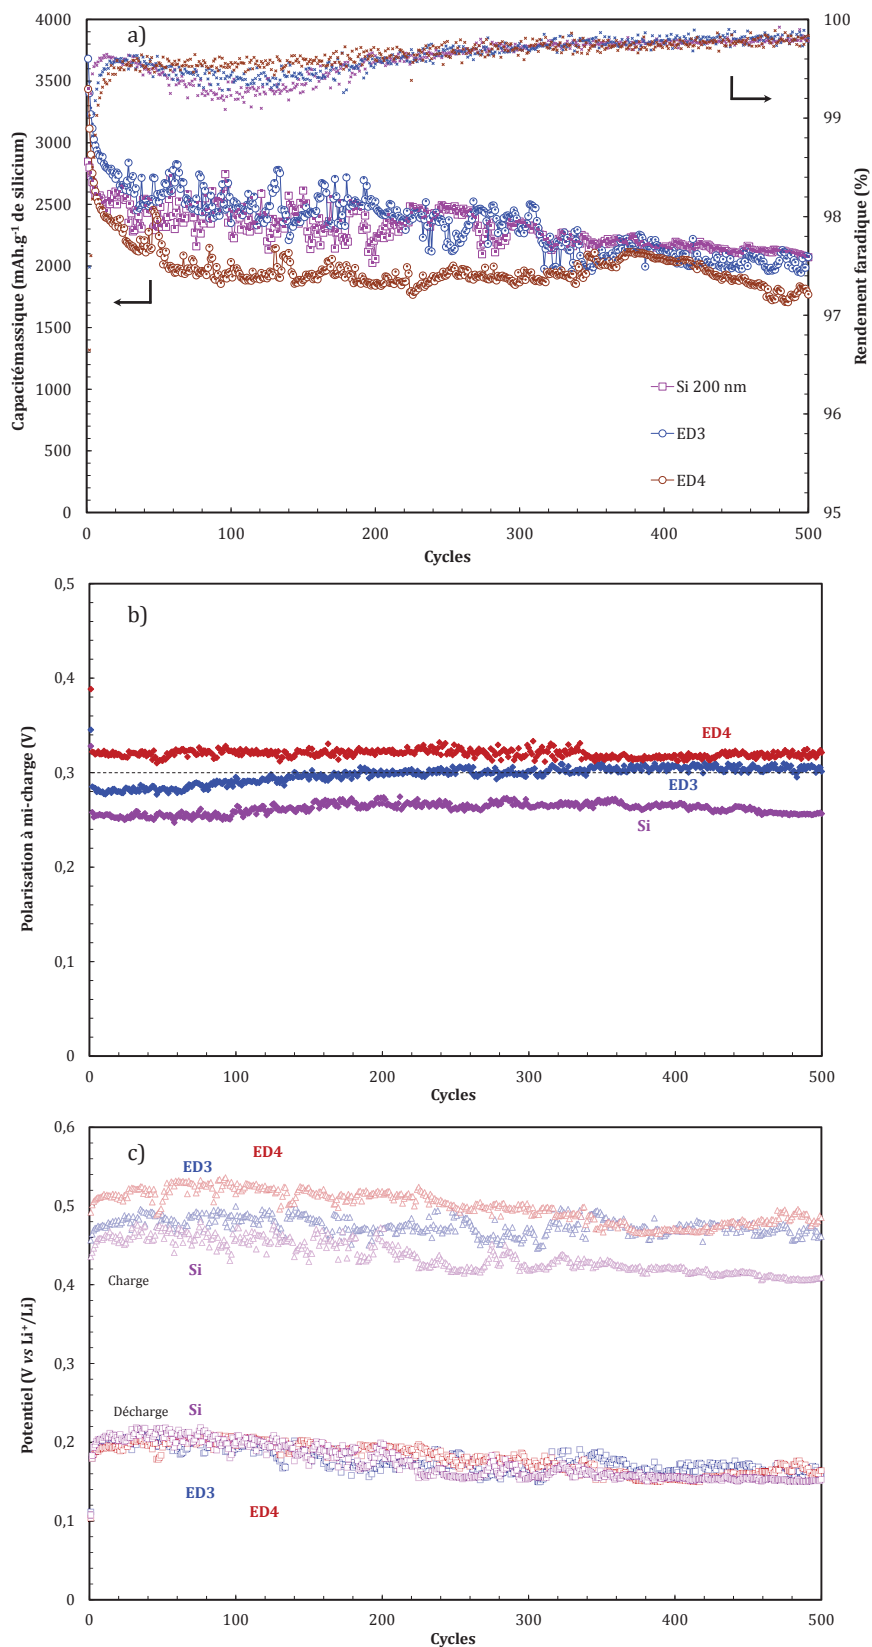 a)
4000
3500
3000
2500
2000
1500
1000
500
0
100
99
98
97
96
95
Capacitémassique (mAh.g-1 de silicium)
Rendement faradique (%)
Si 200 nm
ED3
ED4
0
100
200
300
400
500
Cycles
b)
0,5
0,4
0,3
0,2
0,1
0
Polarisation à mi-charge (V)
ED4
ED3
Si
0
100
200
300
400
500
Cycles
c)
0,6
0,5
0,4
0,3
0,2
0,1
0
Potentiel (V vs Li+/Li)
ED4
ED3
Si
Charge
Décharge
Si
ED3
ED4
0
100
200
300
400
500
Cycles